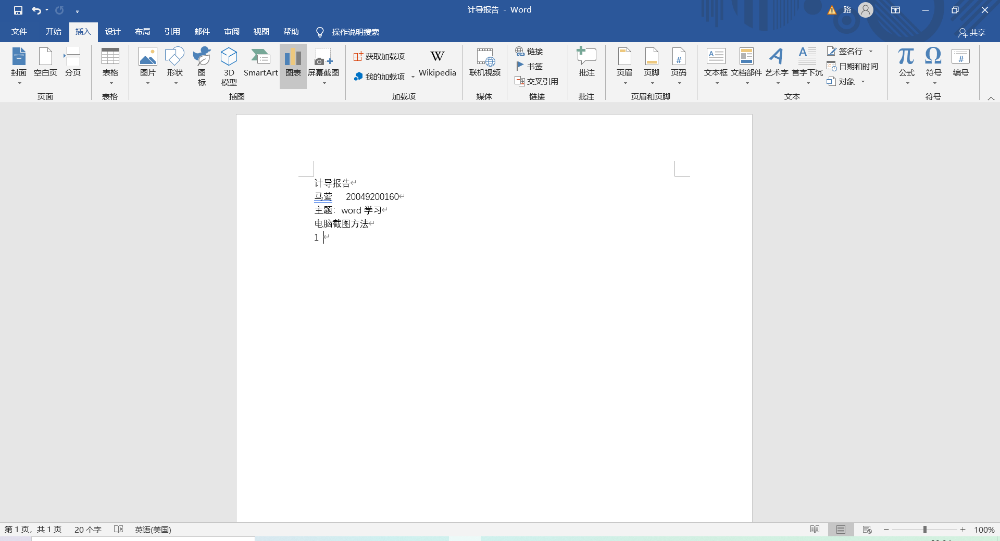 计导报告 - Word
路
文件 开始 插入 设计 布局 引用 邮件 审阅 视图 帮助 操作说明搜索 共享
封面 空白页 分页
页面
表格
表格
图片 形状 图标 3D 模型 SmartArt 图表 屏幕截图
插图
获取加载项
我的加载项
Wikipedia
加载项
联机视频
媒体
链接
书签
交叉引用
链接
批注
批注
页眉 页脚 页码
页眉和页脚
文本框 文档部件 艺术字 首字下沉
签名行
日期和时间
对象
文本
公式 符号 编号
符号
计导报告
马莺 20049200160
主题：word 学习
电脑截图方法
1
第 1 页，共 1 页 20 个字 英语(美国) 100%